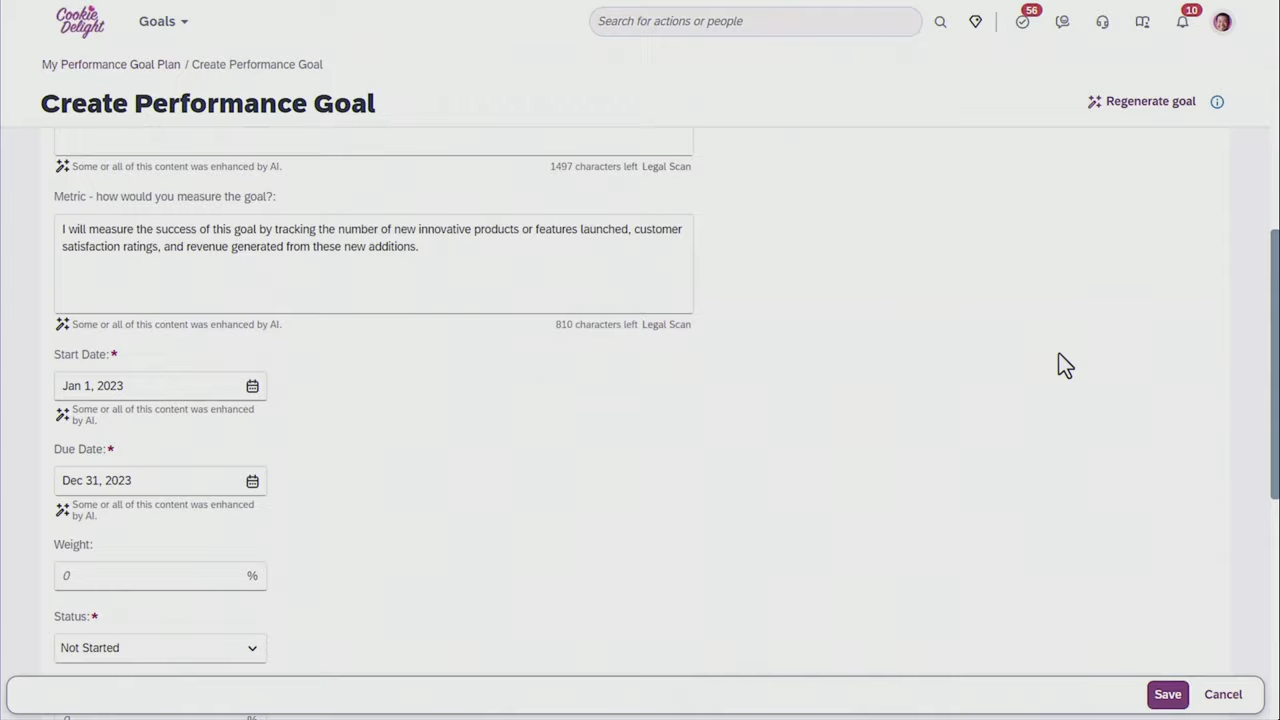 Cookie
Delight
Goals
Search for actions or people
56
10
My Performance Goal Plan / Create Performance Goal
Create Performance Goal
Regenerate goal
Some or all of this content was enhanced by AI.
1497 characters left Legal Scan
Metric - how would you measure the goal?:
I will measure the success of this goal by tracking the number of new innovative products or features launched, customer
satisfaction ratings, and revenue generated from these new additions.
Some or all of this content was enhanced by AI.
810 characters left Legal Scan
Start Date:*
Jan 1, 2023
Some or all of this content was enhanced
by AI.
Due Date:*
Dec 31, 2023
Some or all of this content was enhanced
by AI.
Weight:
0 %
Status:*
Not Started
Save
Cancel